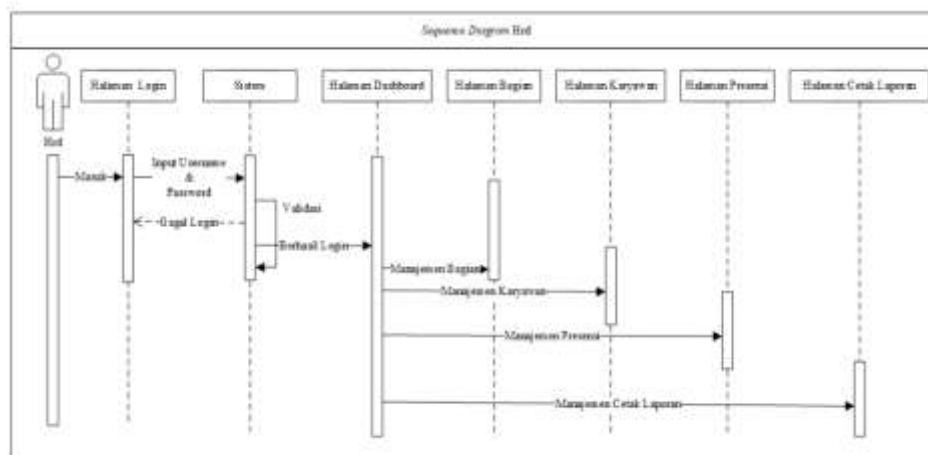 Sequence Diagram Hrd
Halaman Login
Sistem
Halaman Dashboard
Halaman Bagian
Halaman Karyawan
Halaman Presensi
Halaman Cetak Laporan
Hrd
Masuk
Input Username
&
Password
Validasi
Gagal Login
Berhasil Login
Manajemen Bagian
Manajemen Karyawan
Manajemen Presensi
Manajemen Cetak Laporan